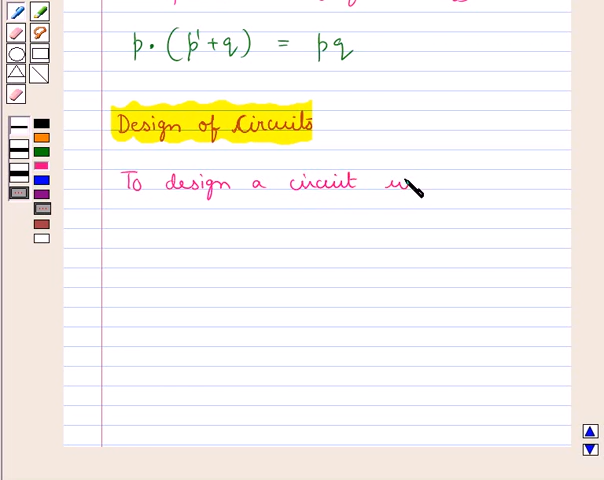 p · (p' + q) = pq
Design of Circuits
To design a circuit